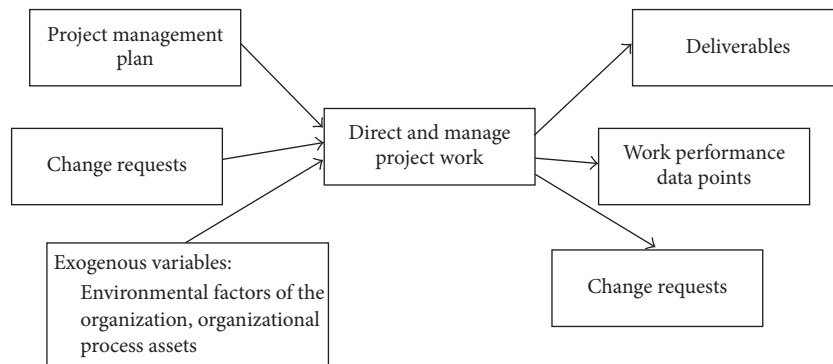 Project management
plan
Change requests
Exogenous variables:
Environmental factors of the
organization, organizational
process assets
Direct and manage
project work
Deliverables
Work performance
data points
Change requests